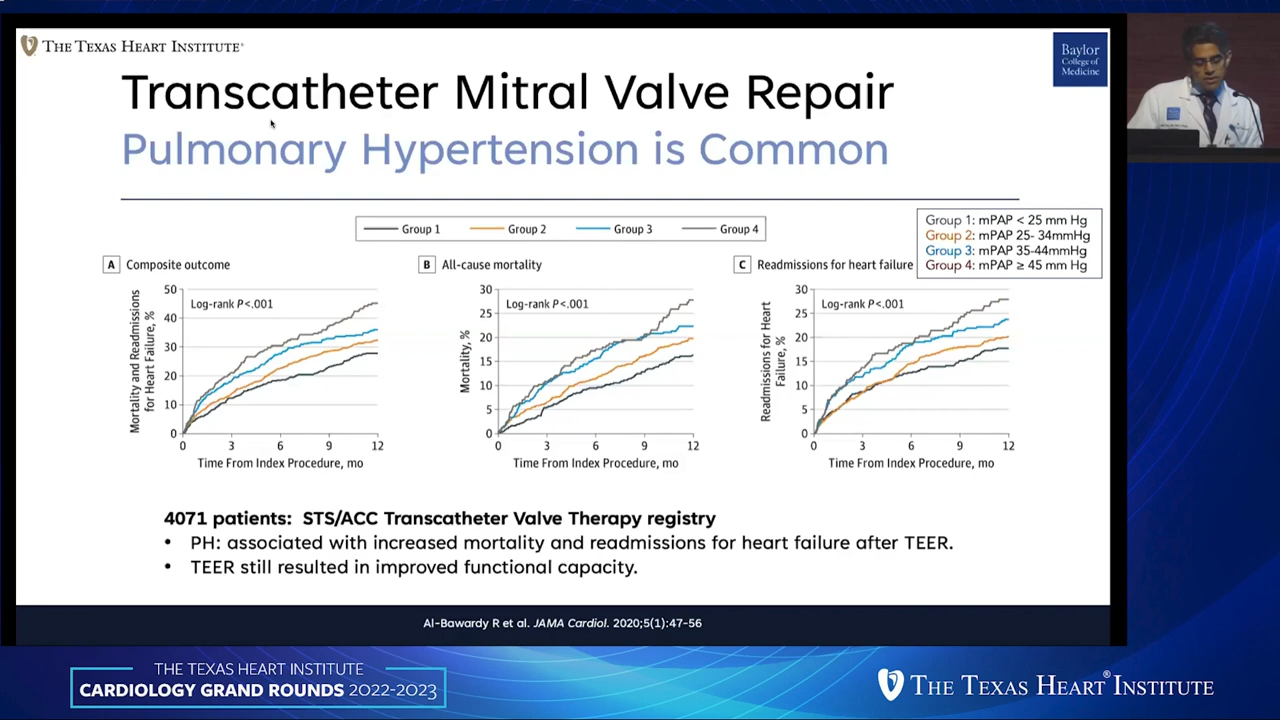 THE TEXAS HEART INSTITUTE®
Baylor
College of
Medicine
Transcatheter Mitral Valve Repair
Pulmonary Hypertension is Common
Group 1: mPAP < 25 mm Hg
Group 2: mPAP 25- 34mmHg
Group 3: mPAP 35-44mmHg
Group 4: mPAP ≥ 45 mm Hg
Group 1 Group 2 Group 3 Group 4
A Composite outcome
Mortality and Readmissions
for Heart Failure, %
50
40
30
20
10
0
Log-rank P<.001
0 3 6 9 12
Time From Index Procedure, mo
B All-cause mortality
Mortality, %
30
25
20
15
10
5
0
Log-rank P<.001
0 3 6 9 12
Time From Index Procedure, mo
C Readmissions for heart failure
Readmissions for Heart
Failure, %
30
25
20
15
10
5
0
Log-rank P<.001
0 3 6 9 12
Time From Index Procedure, mo
4071 patients: STS/ACC Transcatheter Valve Therapy registry
• PH: associated with increased mortality and readmissions for heart failure after TEER.
• TEER still resulted in improved functional capacity.
Al-Bawardy R et al. JAMA Cardiol. 2020;5(1):47-56
THE TEXAS HEART INSTITUTE
CARDIOLOGY GRAND ROUNDS 2022-2023
THE TEXAS HEART® INSTITUTE